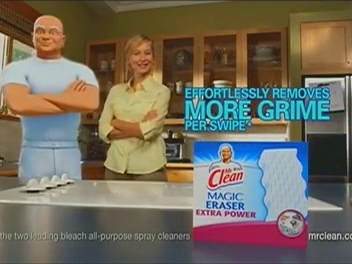 EFFORTLESSLY REMOVES
MORE GRIME
PER SWIPE*
Mr.
Clean
MAGIC
ERASER
EXTRA POWER
the two leading bleach all-purpose spray cleaners
mrclean.com